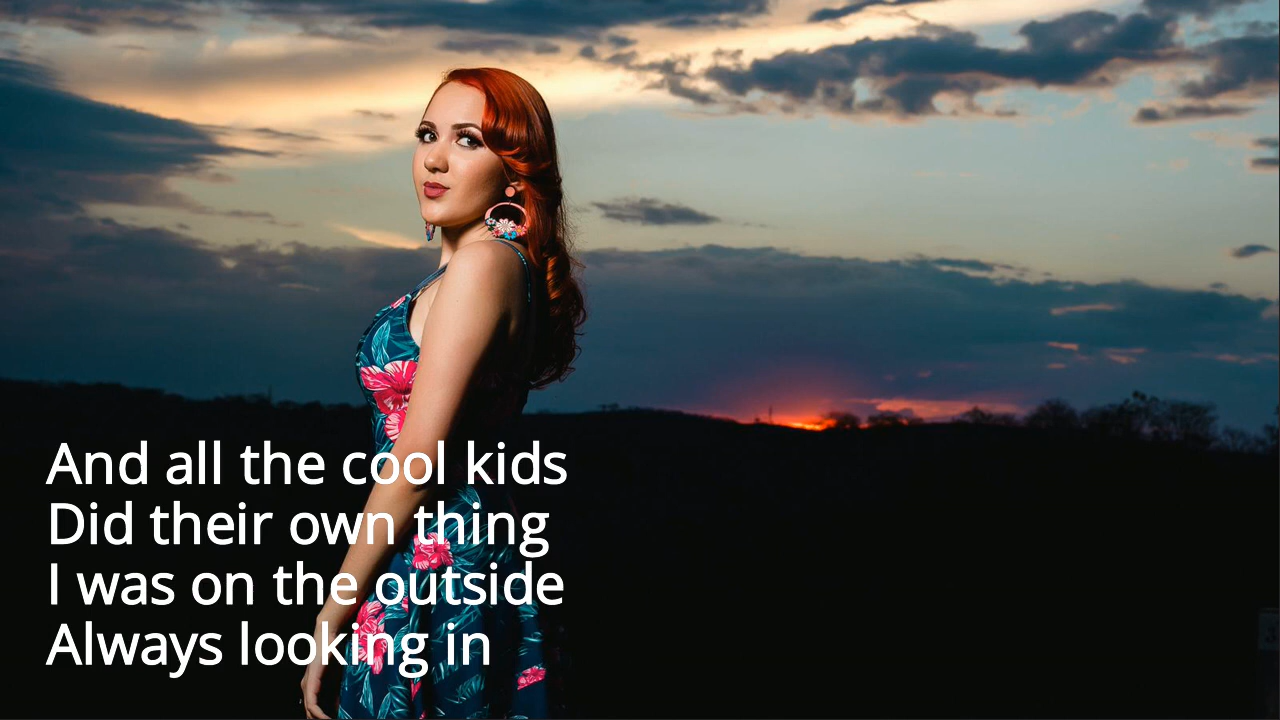 And all the cool kids
Did their own thing
I was on the outside
Always looking in